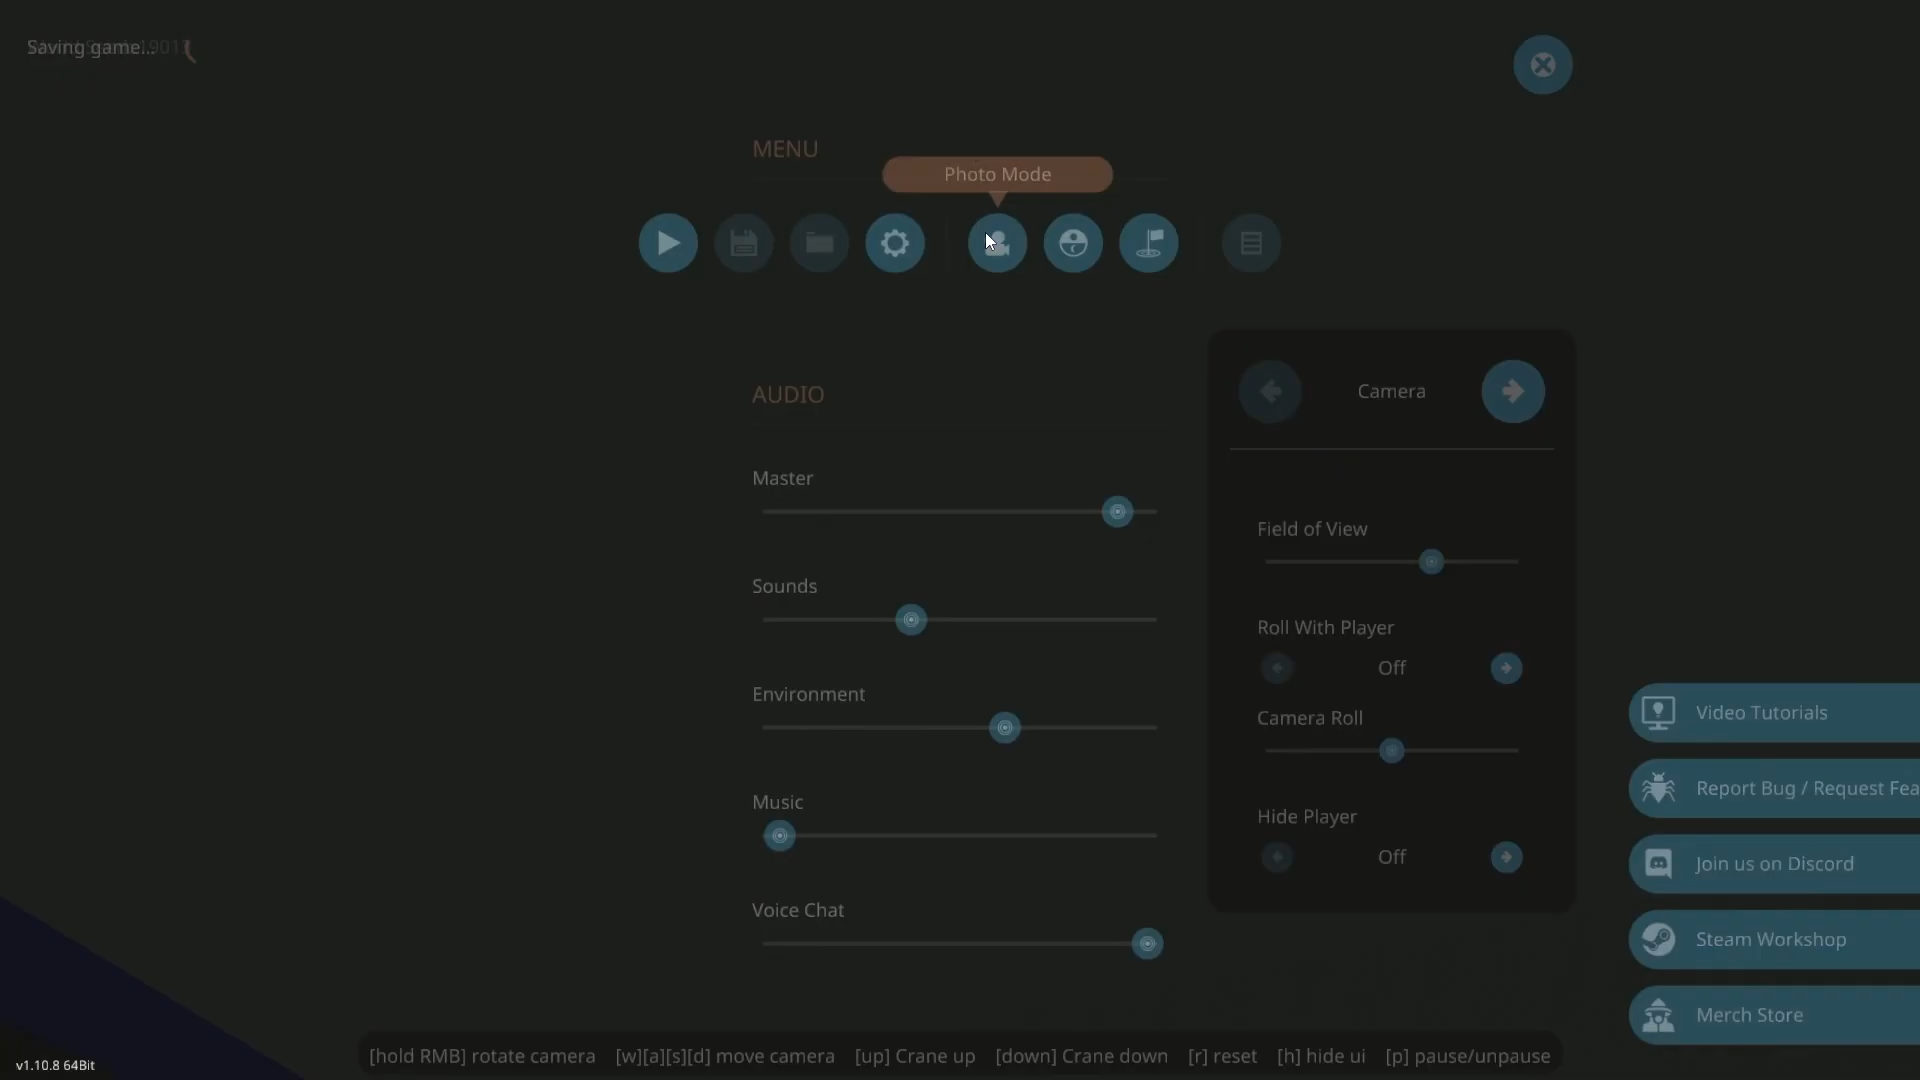 Saving game...
MENU
Photo Mode
AUDIO
Master
Sounds
Environment
Music
Voice Chat
Camera
Field of View
Roll With Player
Off
Camera Roll
Hide Player
Off
Video Tutorials
Report Bug / Request Fea
Join us on Discord
Steam Workshop
Merch Store
[hold RMB] rotate camera [w][a][s][d] move camera [up] Crane up [down] Crane down [r] reset [h] hide ui [p] pause/unpause
v1.10.8 64Bit